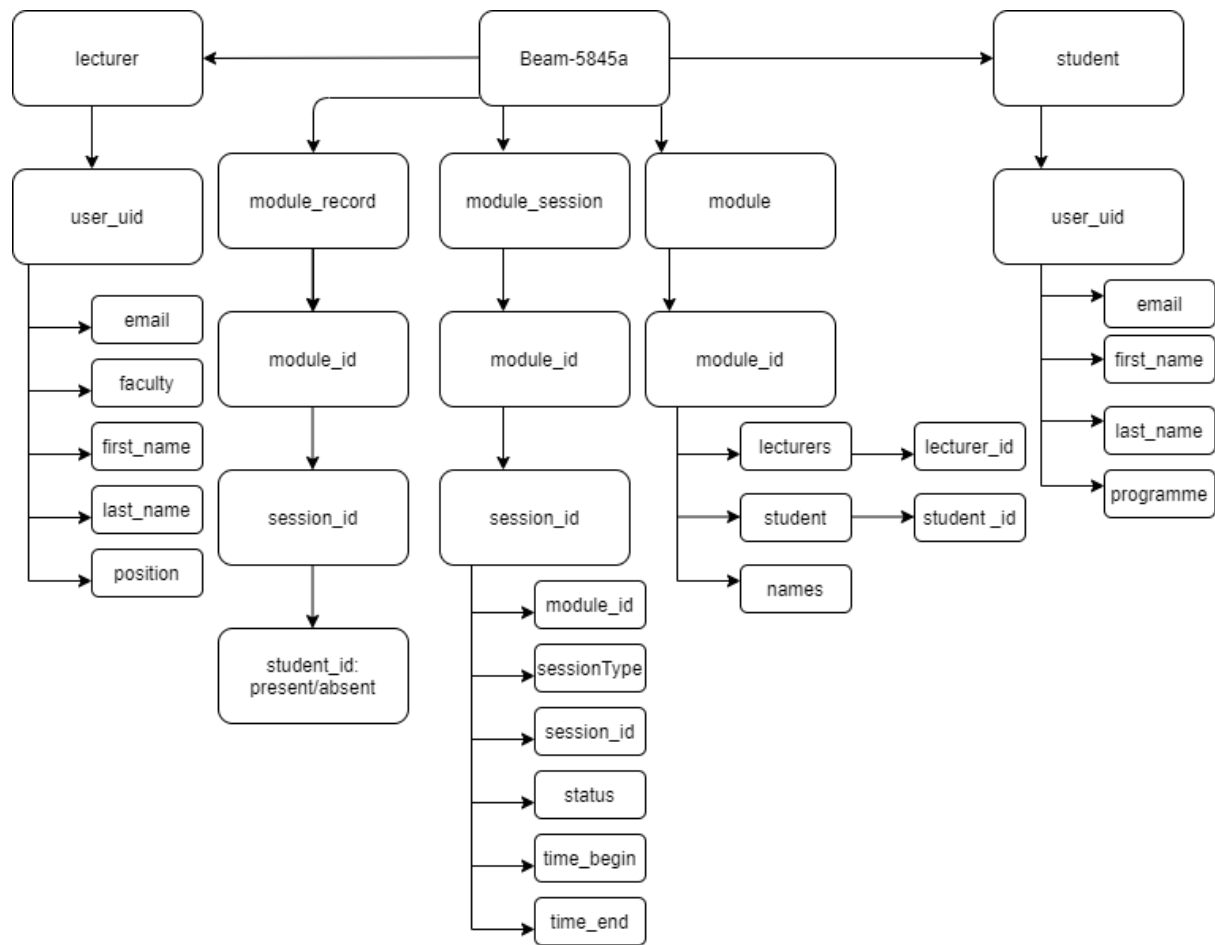 lecturer
Beam-5845a
student
module_record
module_session
module
user_uid
user_uid
email
faculty
first_name
last_name
position
module_id
session_id
student_id:
present/absent
module_id
session_id
module_id
sessionType
session_id
status
time_begin
time_end
module_id
lecturers
lecturer_id
student
student _id
names
email
first_name
last_name
programme